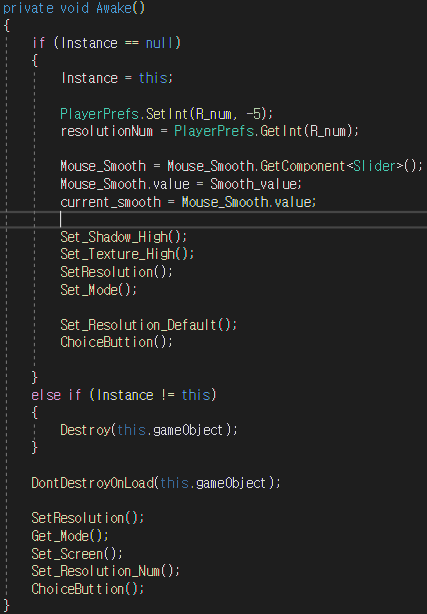 private void Awake()
{
if (Instance == null)
{
Instance = this;
PlayerPrefs.SetInt(R_num, -5);
resolutionNum = PlayerPrefs.GetInt(R_num);
Mouse_Smooth = Mouse_Smooth.GetComponent<Slider>();
Mouse_Smooth.value = Smooth_value;
current_smooth = Mouse_Smooth.value;
Set_Shadow_High();
Set_Texture_High();
SetResolution();
Set_Mode();
Set_Resolution_Default();
ChoiceButtion();
}
else if (Instance != this)
{
Destroy(this.gameObject);
}
DontDestroyOnLoad(this.gameObject);
SetResolution();
Get_Mode();
Set_Screen();
Set_Resolution_Num();
ChoiceButtion();
}